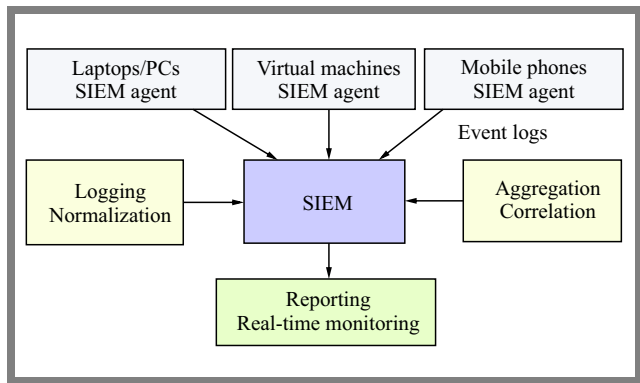 Laptops/PCs
SIEM agent
Virtual machines
SIEM agent
Mobile phones
SIEM agent
Event logs
Logging
Normalization
SIEM
Aggregation
Correlation
Reporting
Real-time monitoring